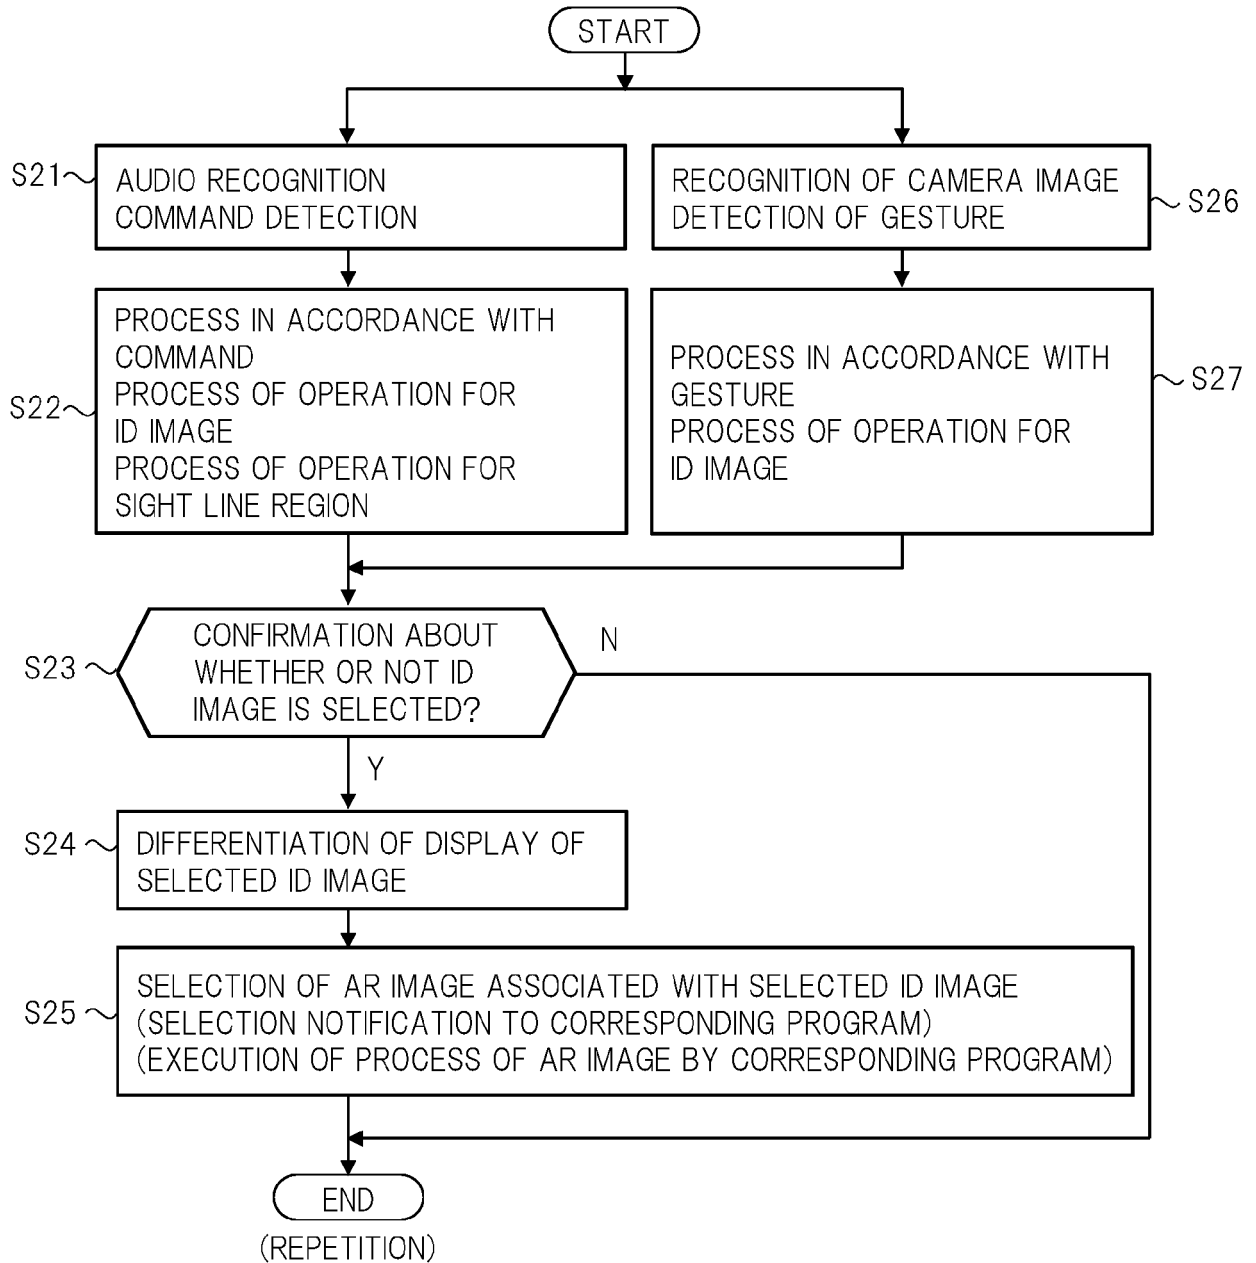 START
S21
AUDIO RECOGNITION
COMMAND DETECTION
RECOGNITION OF CAMERA IMAGE
DETECTION OF GESTURE
S26
S22
PROCESS IN ACCORDANCE WITH
COMMAND
PROCESS OF OPERATION FOR
ID IMAGE
PROCESS OF OPERATION FOR
SIGHT LINE REGION
PROCESS IN ACCORDANCE WITH
GESTURE
PROCESS OF OPERATION FOR
ID IMAGE
S27
S23
CONFIRMATION ABOUT
WHETHER OR NOT ID
IMAGE IS SELECTED?
N
Y
S24
DIFFERENTIATION OF DISPLAY OF
SELECTED ID IMAGE
S25
SELECTION OF AR IMAGE ASSOCIATED WITH SELECTED ID IMAGE
(SELECTION NOTIFICATION TO CORRESPONDING PROGRAM)
(EXECUTION OF PROCESS OF AR IMAGE BY CORRESPONDING PROGRAM)
END
(REPETITION)